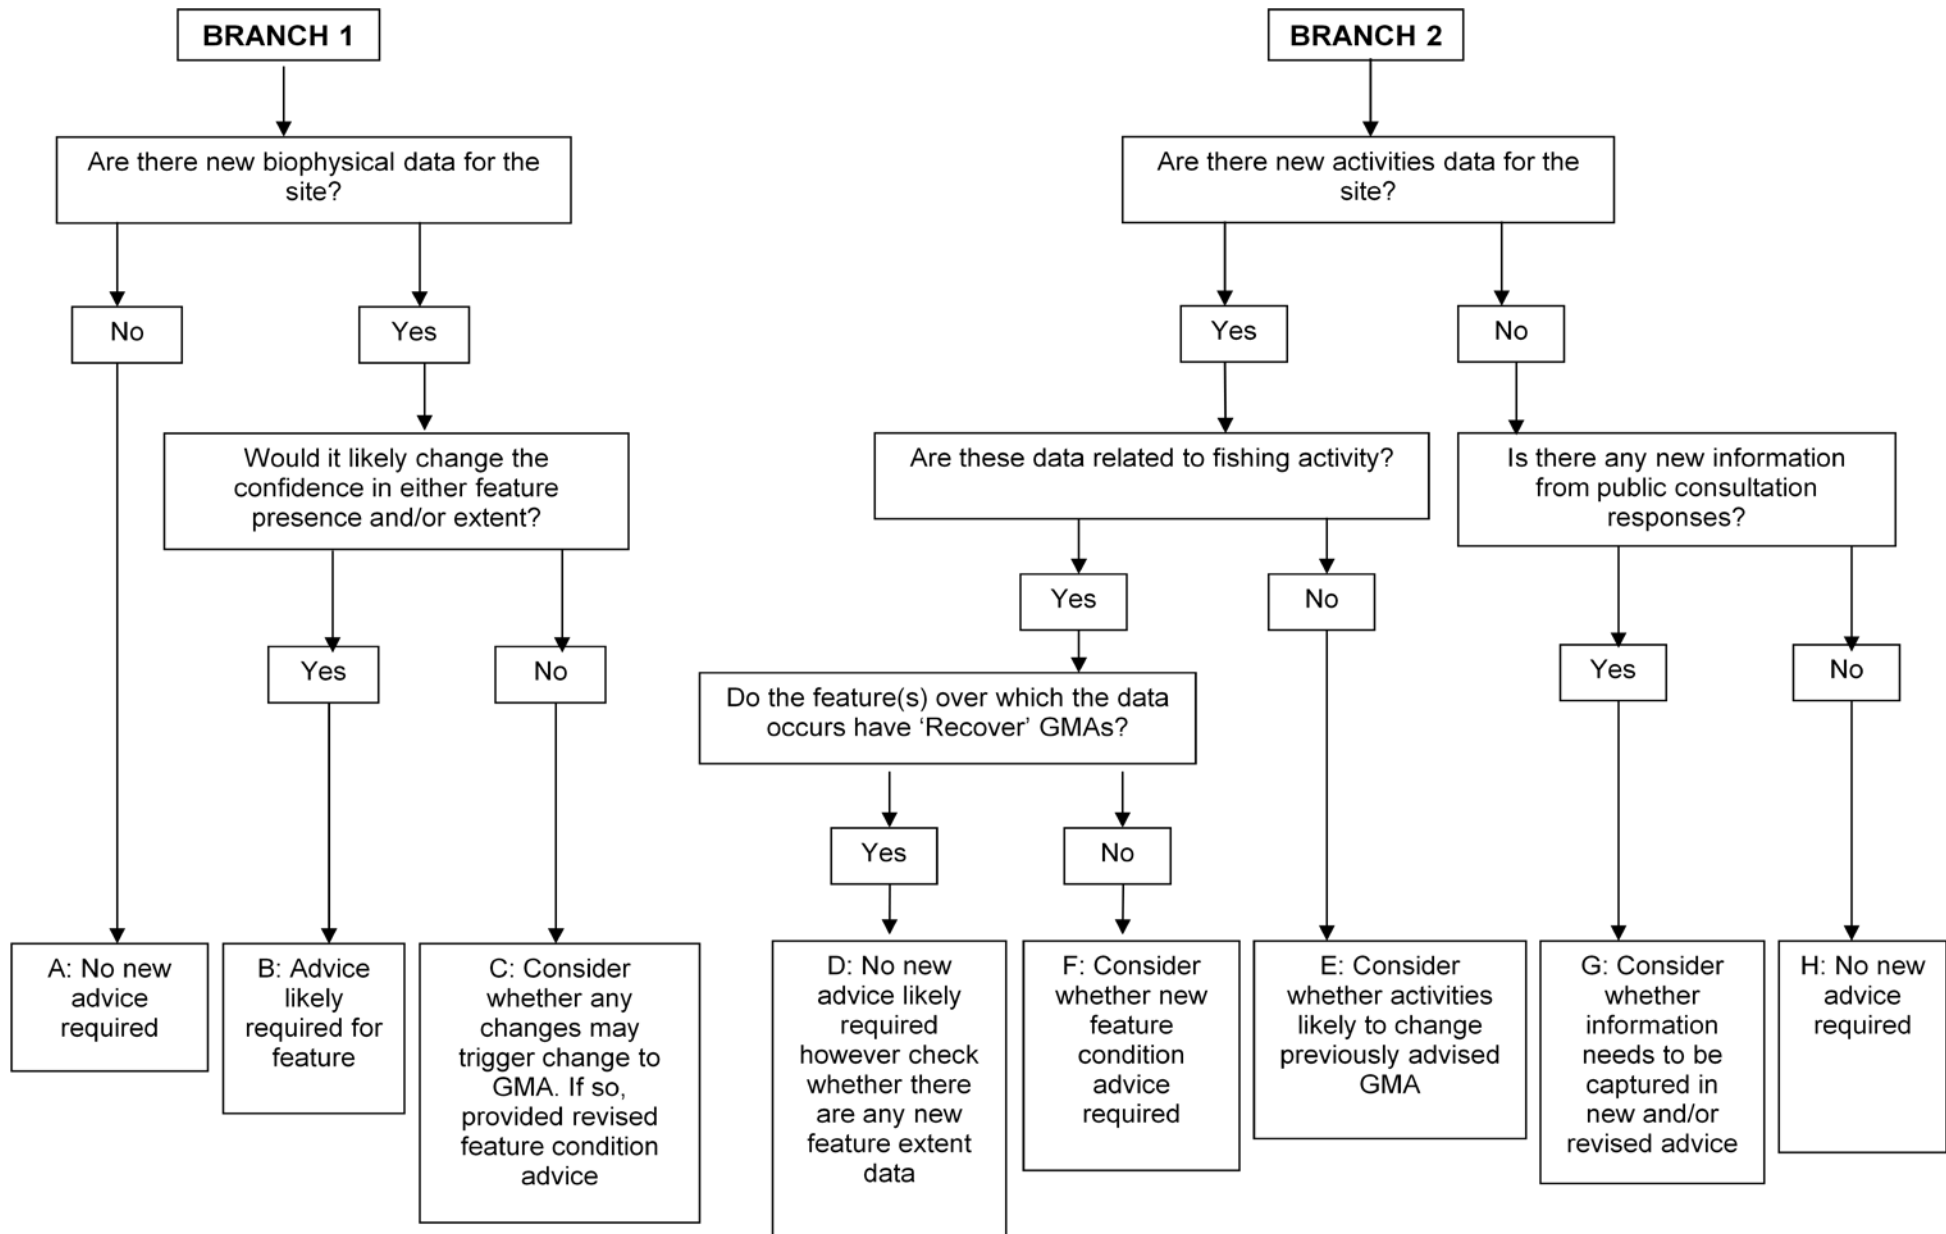 BRANCH 1
Are there new biophysical data for the
site?
No
Yes
Would it likely change the
confidence in either feature
presence and/or extent?
Yes
No
A: No new
advice
required
B: Advice
likely
required for
feature
C: Consider
whether any
changes may
trigger change to
GMA. If so,
provided revised
feature condition
advice
BRANCH 2
Are there new activities data for the
site?
Yes
No
Are these data related to fishing activity?
Is there any new information
from public consultation
responses?
Yes
No
Do the feature(s) over which the data
occurs have ‘Recover’ GMAs?
Yes
No
Yes
No
D: No new
advice likely
required
however check
whether there
are any new
feature extent
data
F: Consider
whether new
feature
condition
advice
required
E: Consider
whether activities
likely to change
previously advised
GMA
G: Consider
whether
information
needs to be
captured in
new and/or
revised advice
H: No new
advice
required